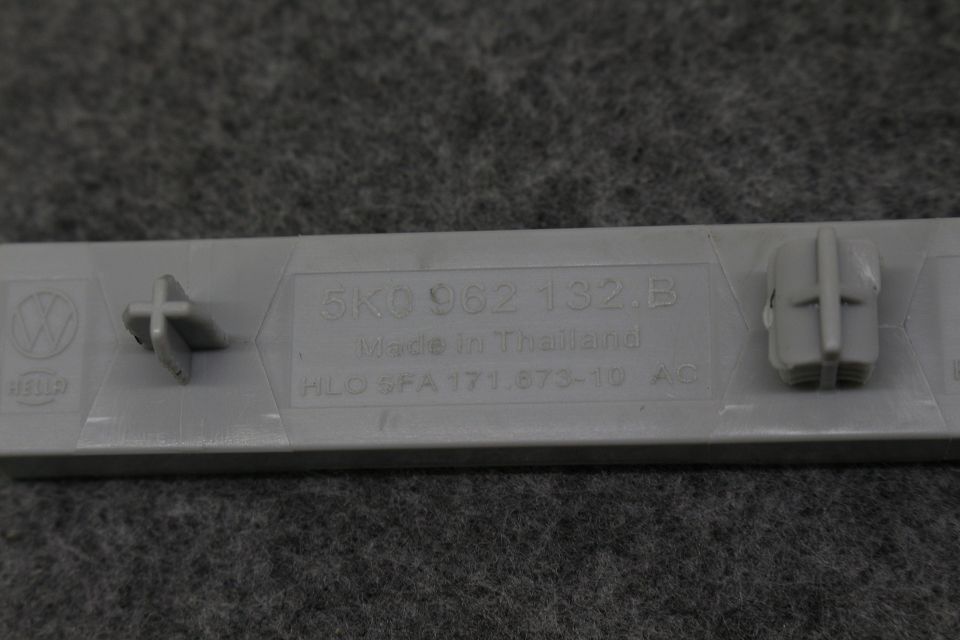 5K0 962 132.B
Made in Thailand
HLO 5FA 171.673-10 AC
HELLA